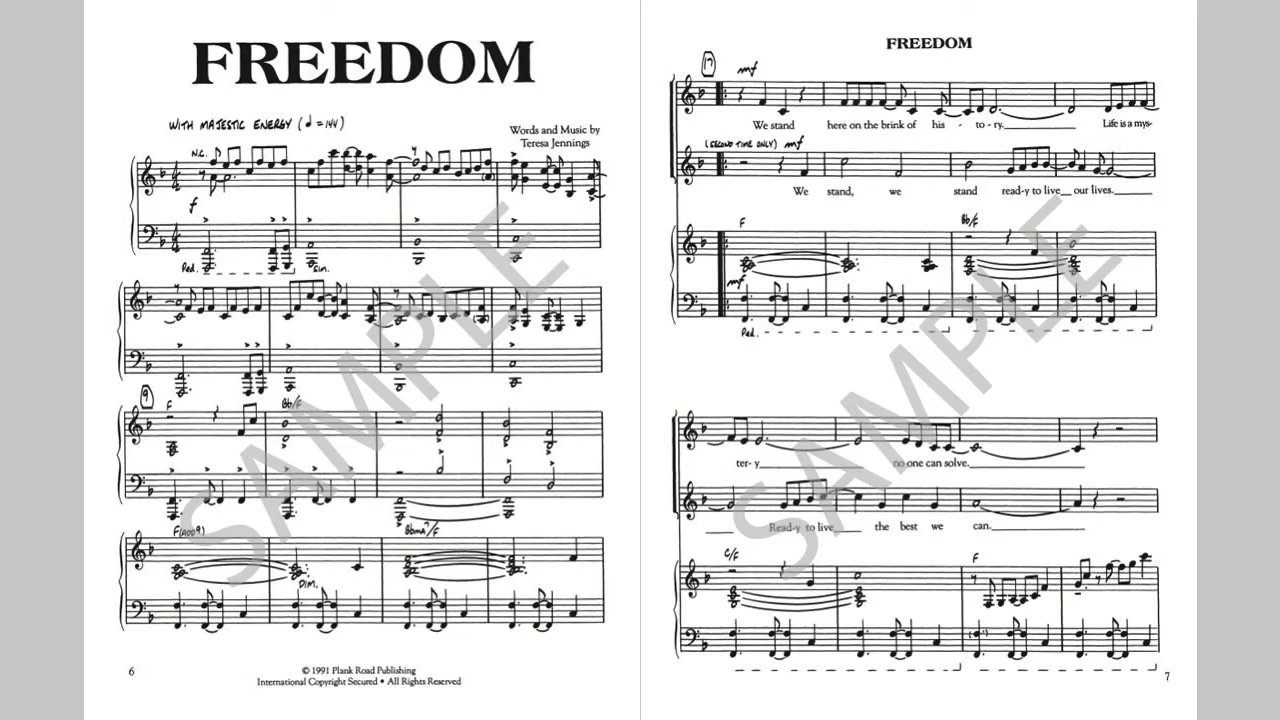 FREEDOM
WITH MAJESTIC ENERGY (♩=144)
Words and Music by
Teresa Jennings
N.C.
f
Ped.
Sim.
9
F
Bb/F
F(ADD9)
Bbma7/F
Dim.
6
© 1991 Plank Road Publishing
International Copyright Secured • All Rights Reserved
SAMPLE
FREEDOM
17
mf
We stand here on the brink of his - to - ry. Life is a mys-
(SECOND TIME ONLY) mf
We stand, we stand read-y to live our lives.
F
Bb/F
mf
Ped.
ter- y no one can solve.
Read-y to live the best we can.
C/F
F
7
SAMPLE